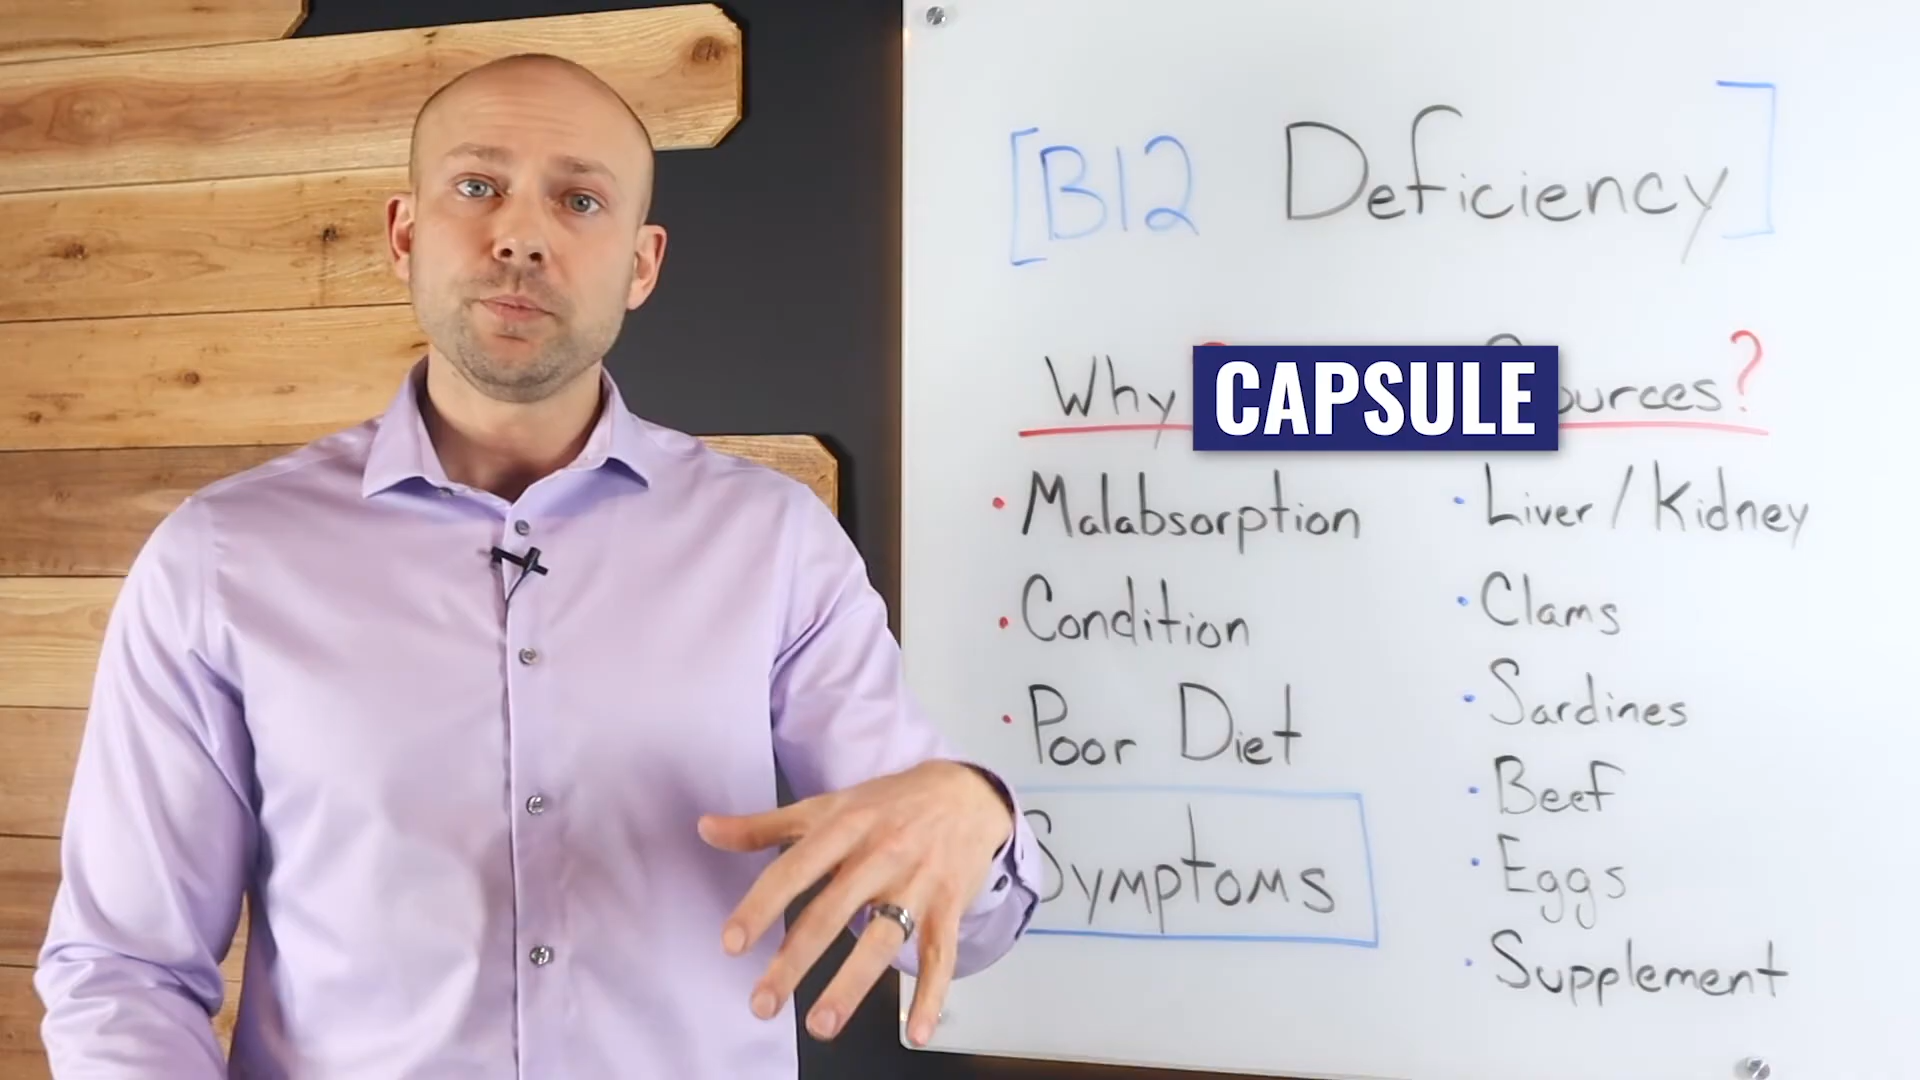 [B12 Deficiency]
Why
CAPSULE
ources?
• Malabsorption
• Condition
• Poor Diet
Symptoms
• Liver / Kidney
• Clams
• Sardines
• Beef
• Eggs
• Supplement